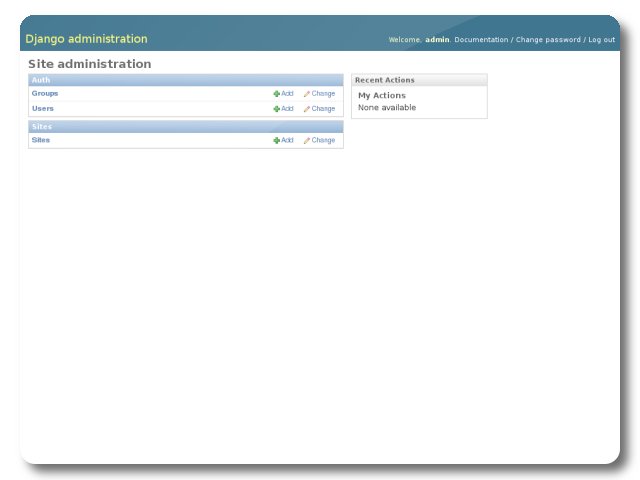 Django administration
Welcome, admin. Documentation / Change password / Log out
Site administration
Auth
Groups Add Change
Users Add Change
Sites
Sites Add Change
Recent Actions
My Actions
None available